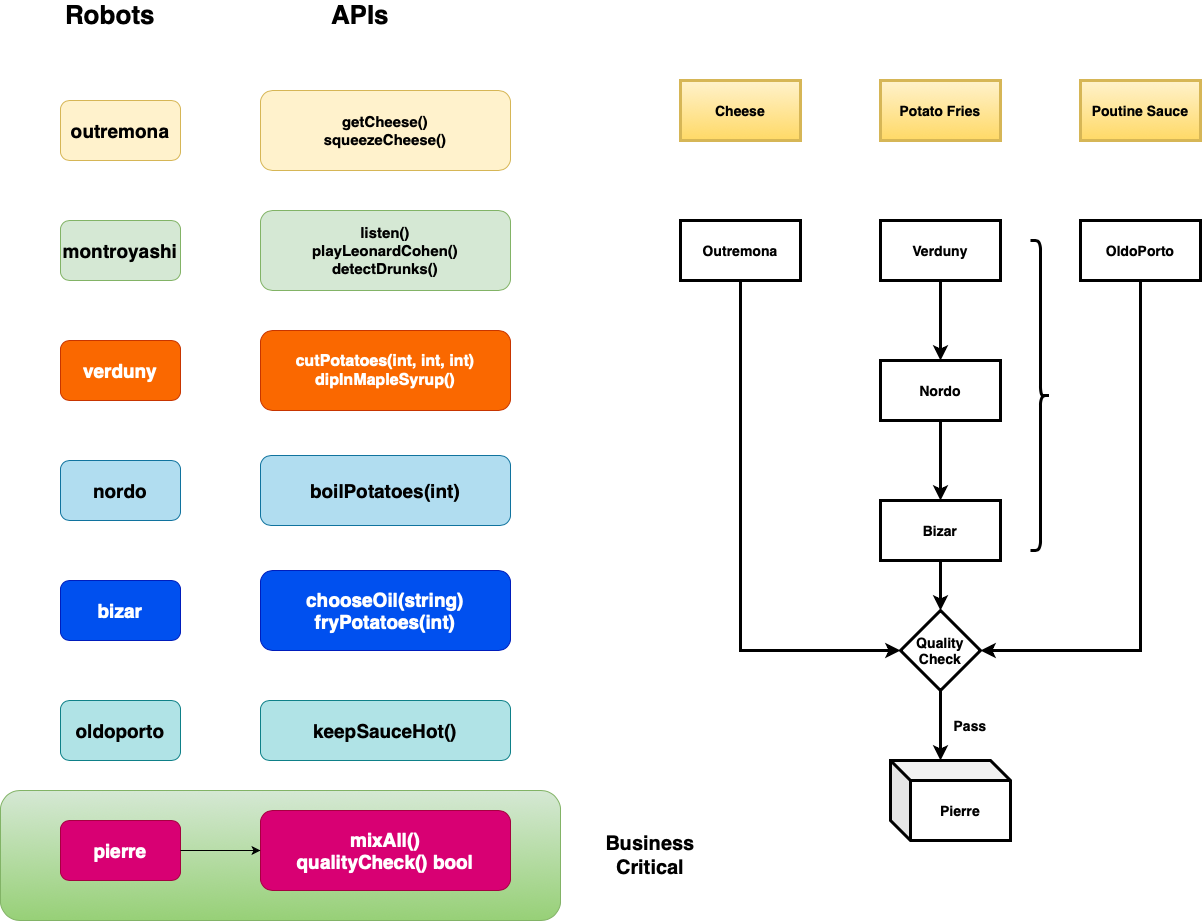 Robots
APIs
outremona
getCheese()
squeezeCheese()
montroyashi
listen()
playLeonardCohen()
detectDrunks()
verduny
cutPotatoes(int, int, int)
dipInMapleSyrup()
nordo
boilPotatoes(int)
bizar
chooseOil(string)
fryPotatoes(int)
oldoporto
keepSauceHot()
pierre
mixAll()
qualityCheck() bool
Business
Critical
Cheese
Potato Fries
Poutine Sauce
Outremona
Verduny
OldoPorto
Nordo
Bizar
Quality
Check
Pass
Pierre